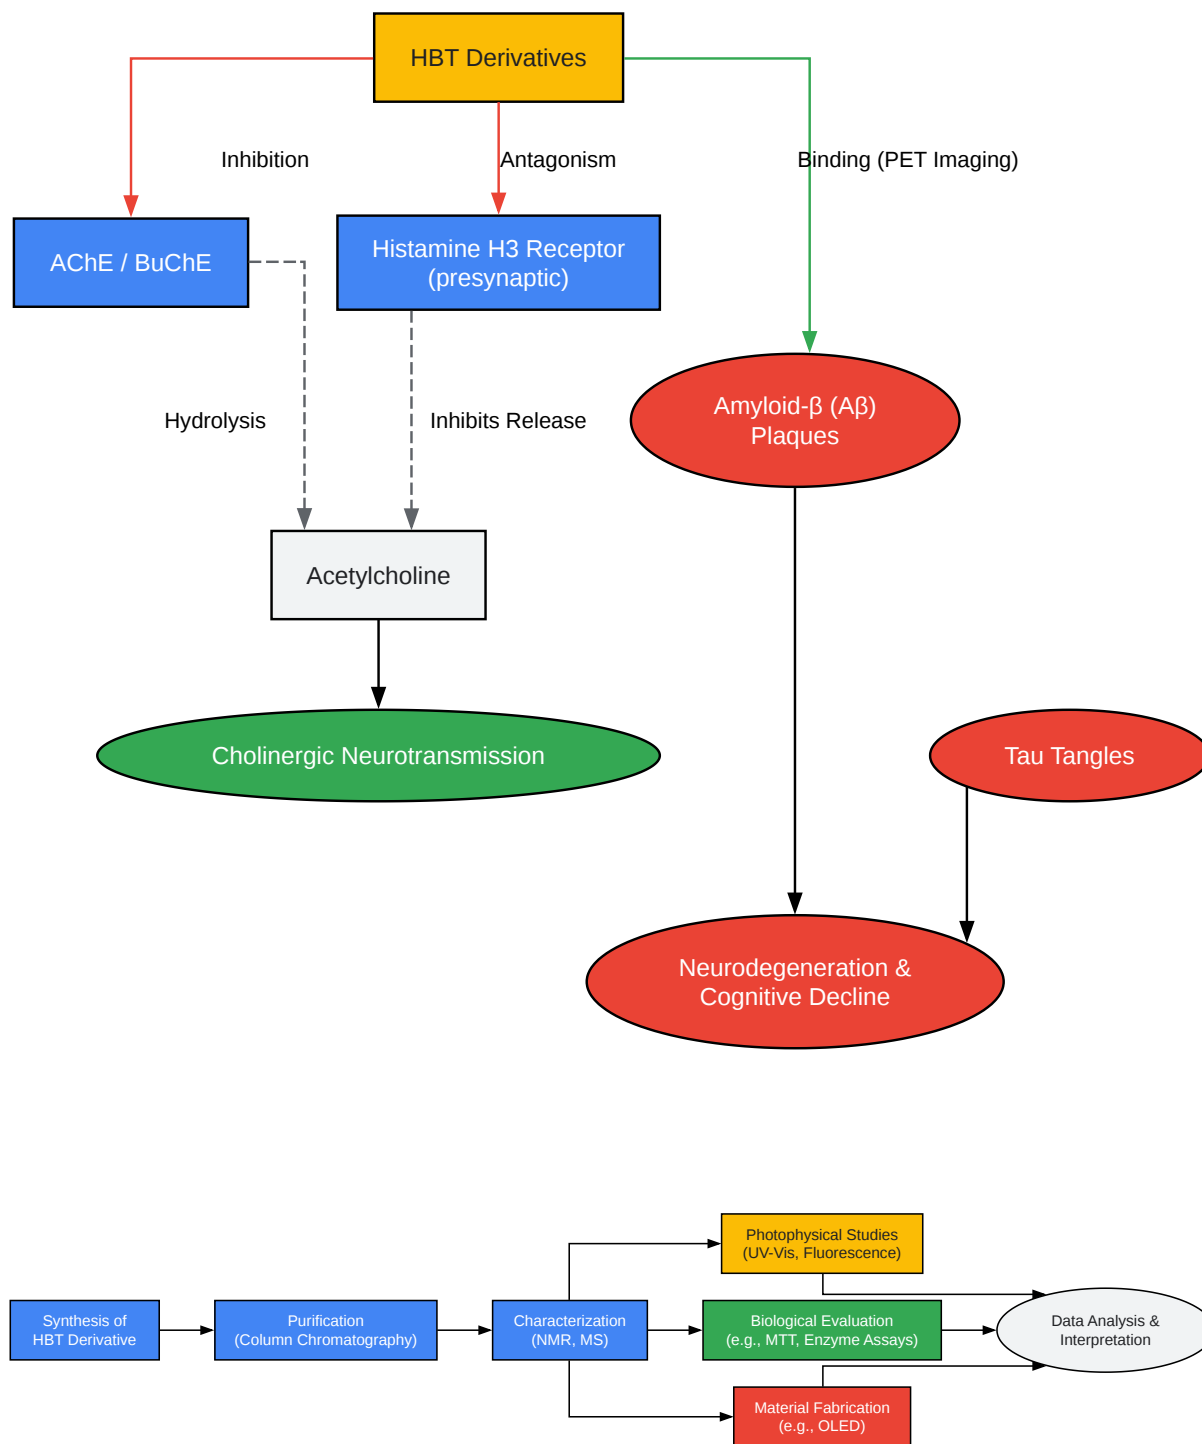 HBT Derivatives
Inhibition
Antagonism
Binding (PET Imaging)
AChE / BuChE
Histamine H3 Receptor
(presynaptic)
Hydrolysis
Inhibits Release
Amyloid-β (Aβ)
Plaques
Acetylcholine
Cholinergic Neurotransmission
Tau Tangles
Neurodegeneration &
Cognitive Decline
Photophysical Studies
(UV-Vis, Fluorescence)
Synthesis of
HBT Derivative
Purification
(Column Chromatography)
Characterization
(NMR, MS)
Biological Evaluation
(e.g., MTT, Enzyme Assays)
Data Analysis &
Interpretation
Material Fabrication
(e.g., OLED)